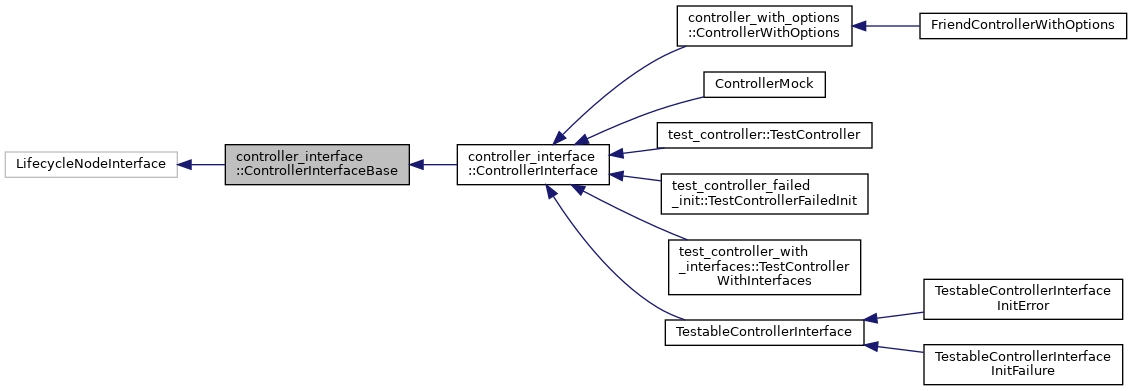 LifecycleNodeInterface
controller_interface
::ControllerInterfaceBase
controller_interface
::ControllerInterface
controller_with_options
::ControllerWithOptions
FriendControllerWithOptions
ControllerMock
test_controller::TestController
test_controller_failed
_init::TestControllerFailedInit
test_controller_with
_interfaces::TestController
WithInterfaces
TestableControllerInterface
TestableControllerInterface
InitError
TestableControllerInterface
InitFailure